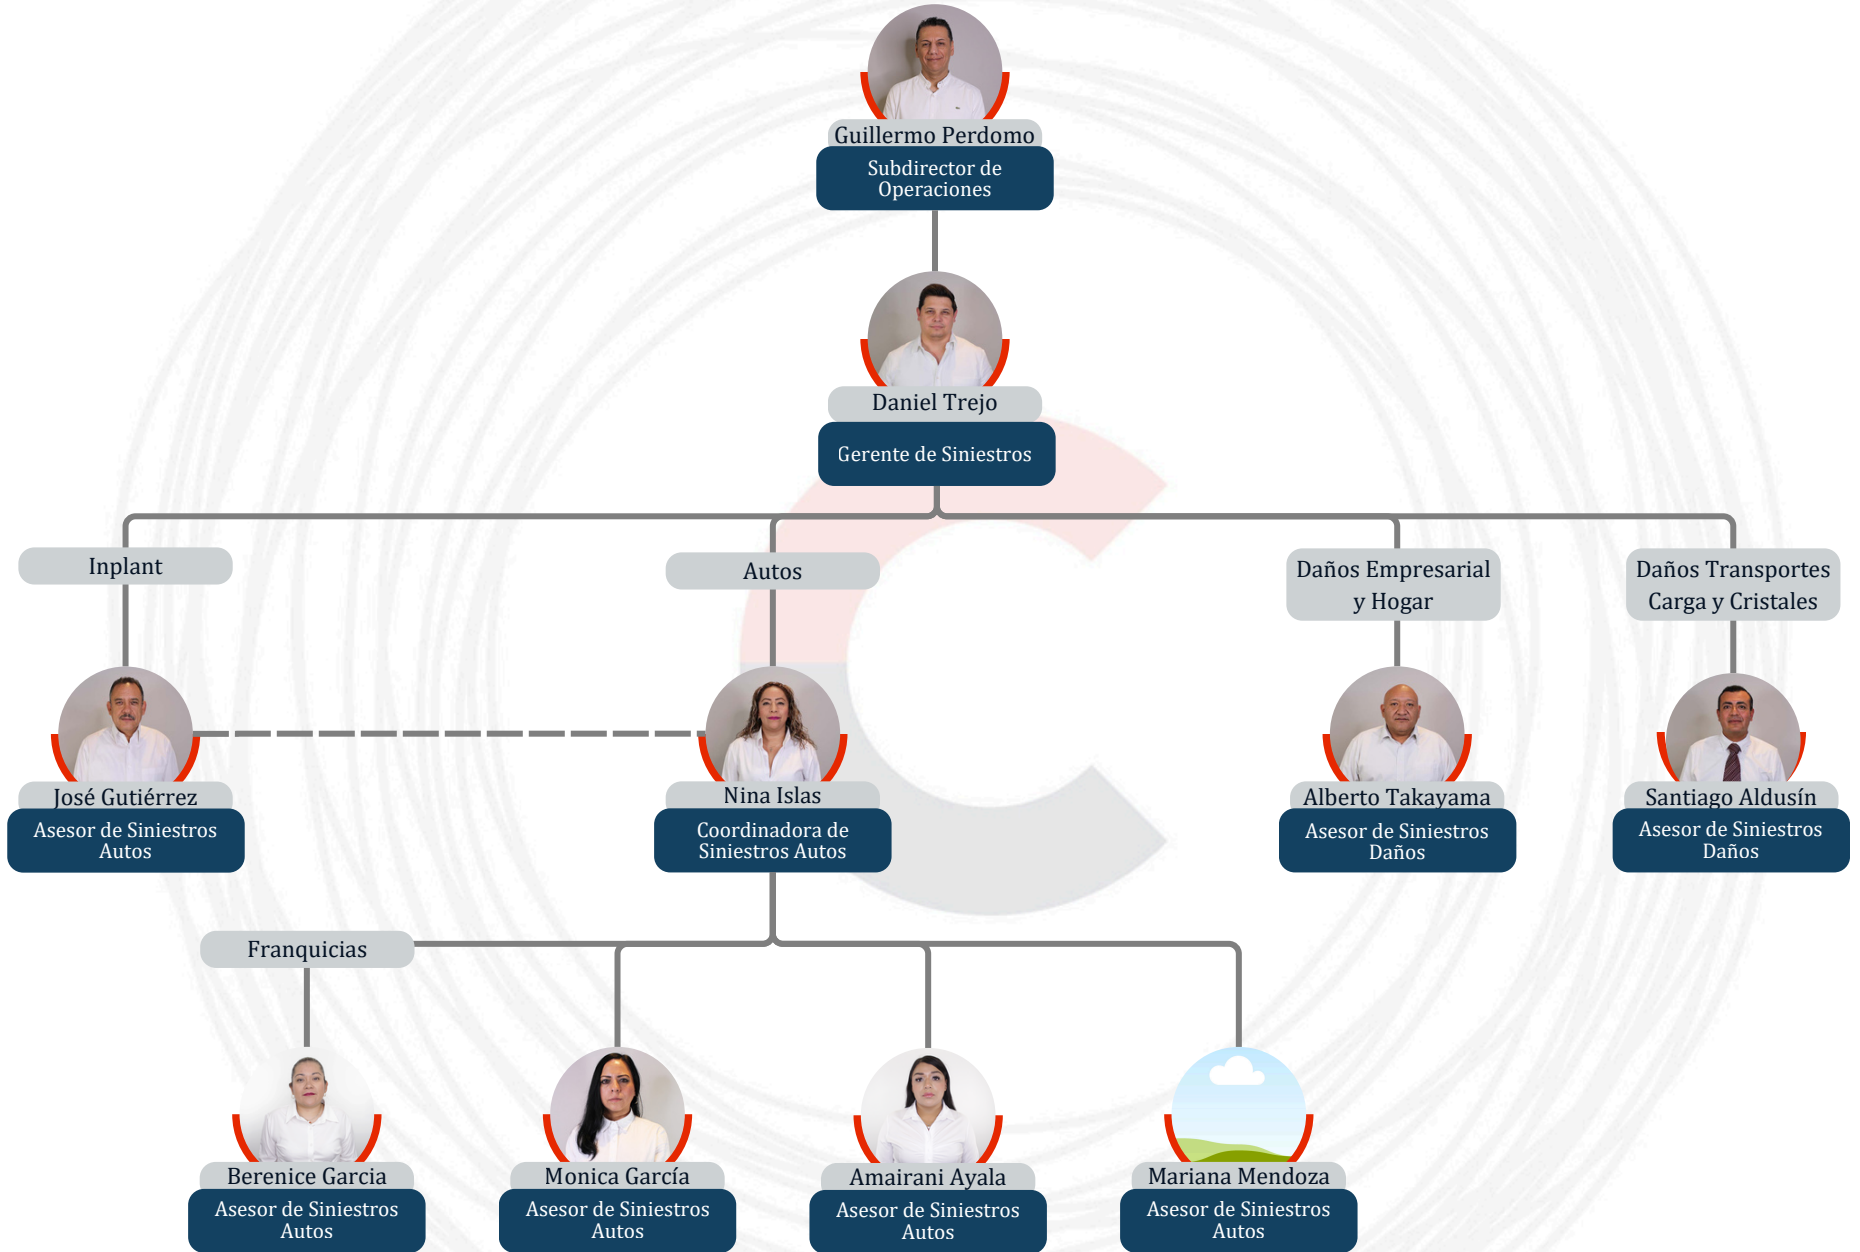 Guillermo Perdomo
Subdirector de
Operaciones
Daniel Trejo
Gerente de Siniestros
Inplant
Autos
Daños Empresarial
y Hogar
Daños Transportes
Carga y Cristales
José Gutiérrez
Asesor de Siniestros
Autos
Nina Islas
Coordinadora de
Siniestros Autos
Alberto Takayama
Asesor de Siniestros
Daños
Santiago Aldusín
Asesor de Siniestros
Daños
Franquicias
Berenice Garcia
Asesor de Siniestros
Autos
Monica García
Asesor de Siniestros
Autos
Amairani Ayala
Asesor de Siniestros
Autos
Mariana Mendoza
Asesor de Siniestros
Autos